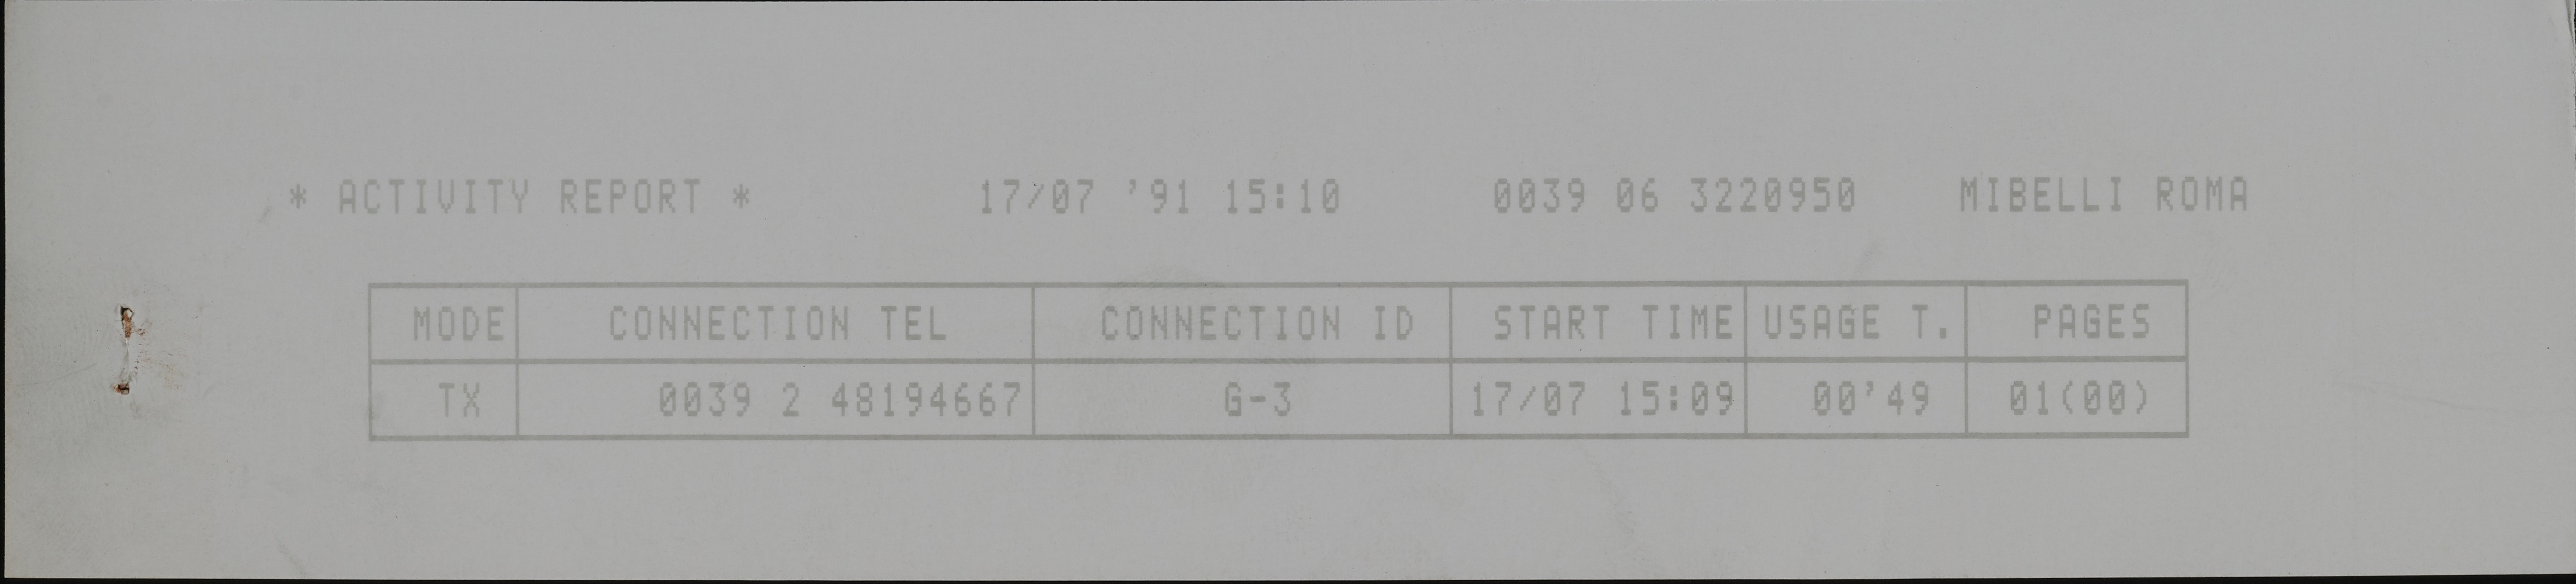 * ACTIVITY REPORT * 17/07 '91 15:10 0039 06 3220950 MIBELLI ROMA
MODE CONNECTION TEL CONNECTION ID START TIME USAGE T. PAGES
TX 0039 2 48194667 G-3 17/07 15:09 00'49 01(00)